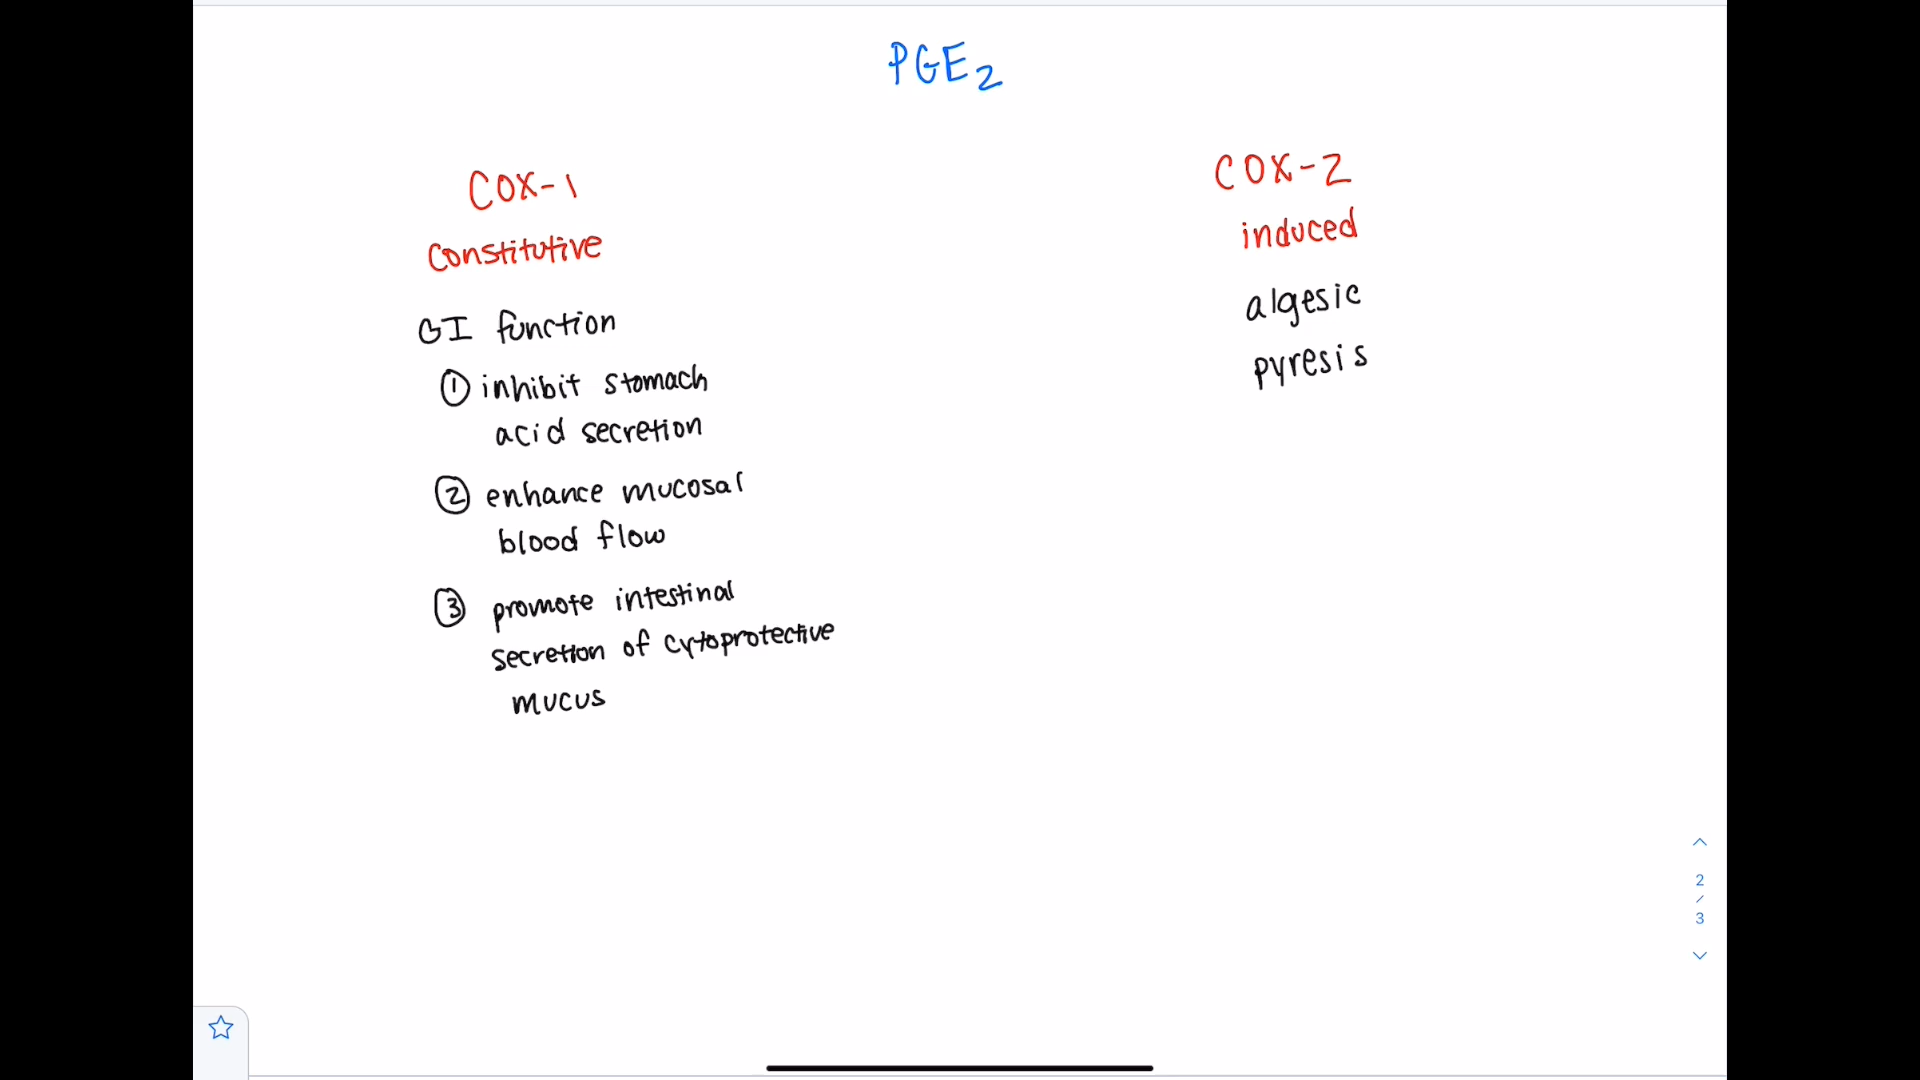 PGE2
COX-1
Constitutive
GI function
① inhibit stomach
acid secretion
② enhance mucosal
blood flow
③ promote intestinal
secretion of cytoprotective
mucus
COX-2
induced
algesic
pyresis
2
/
3